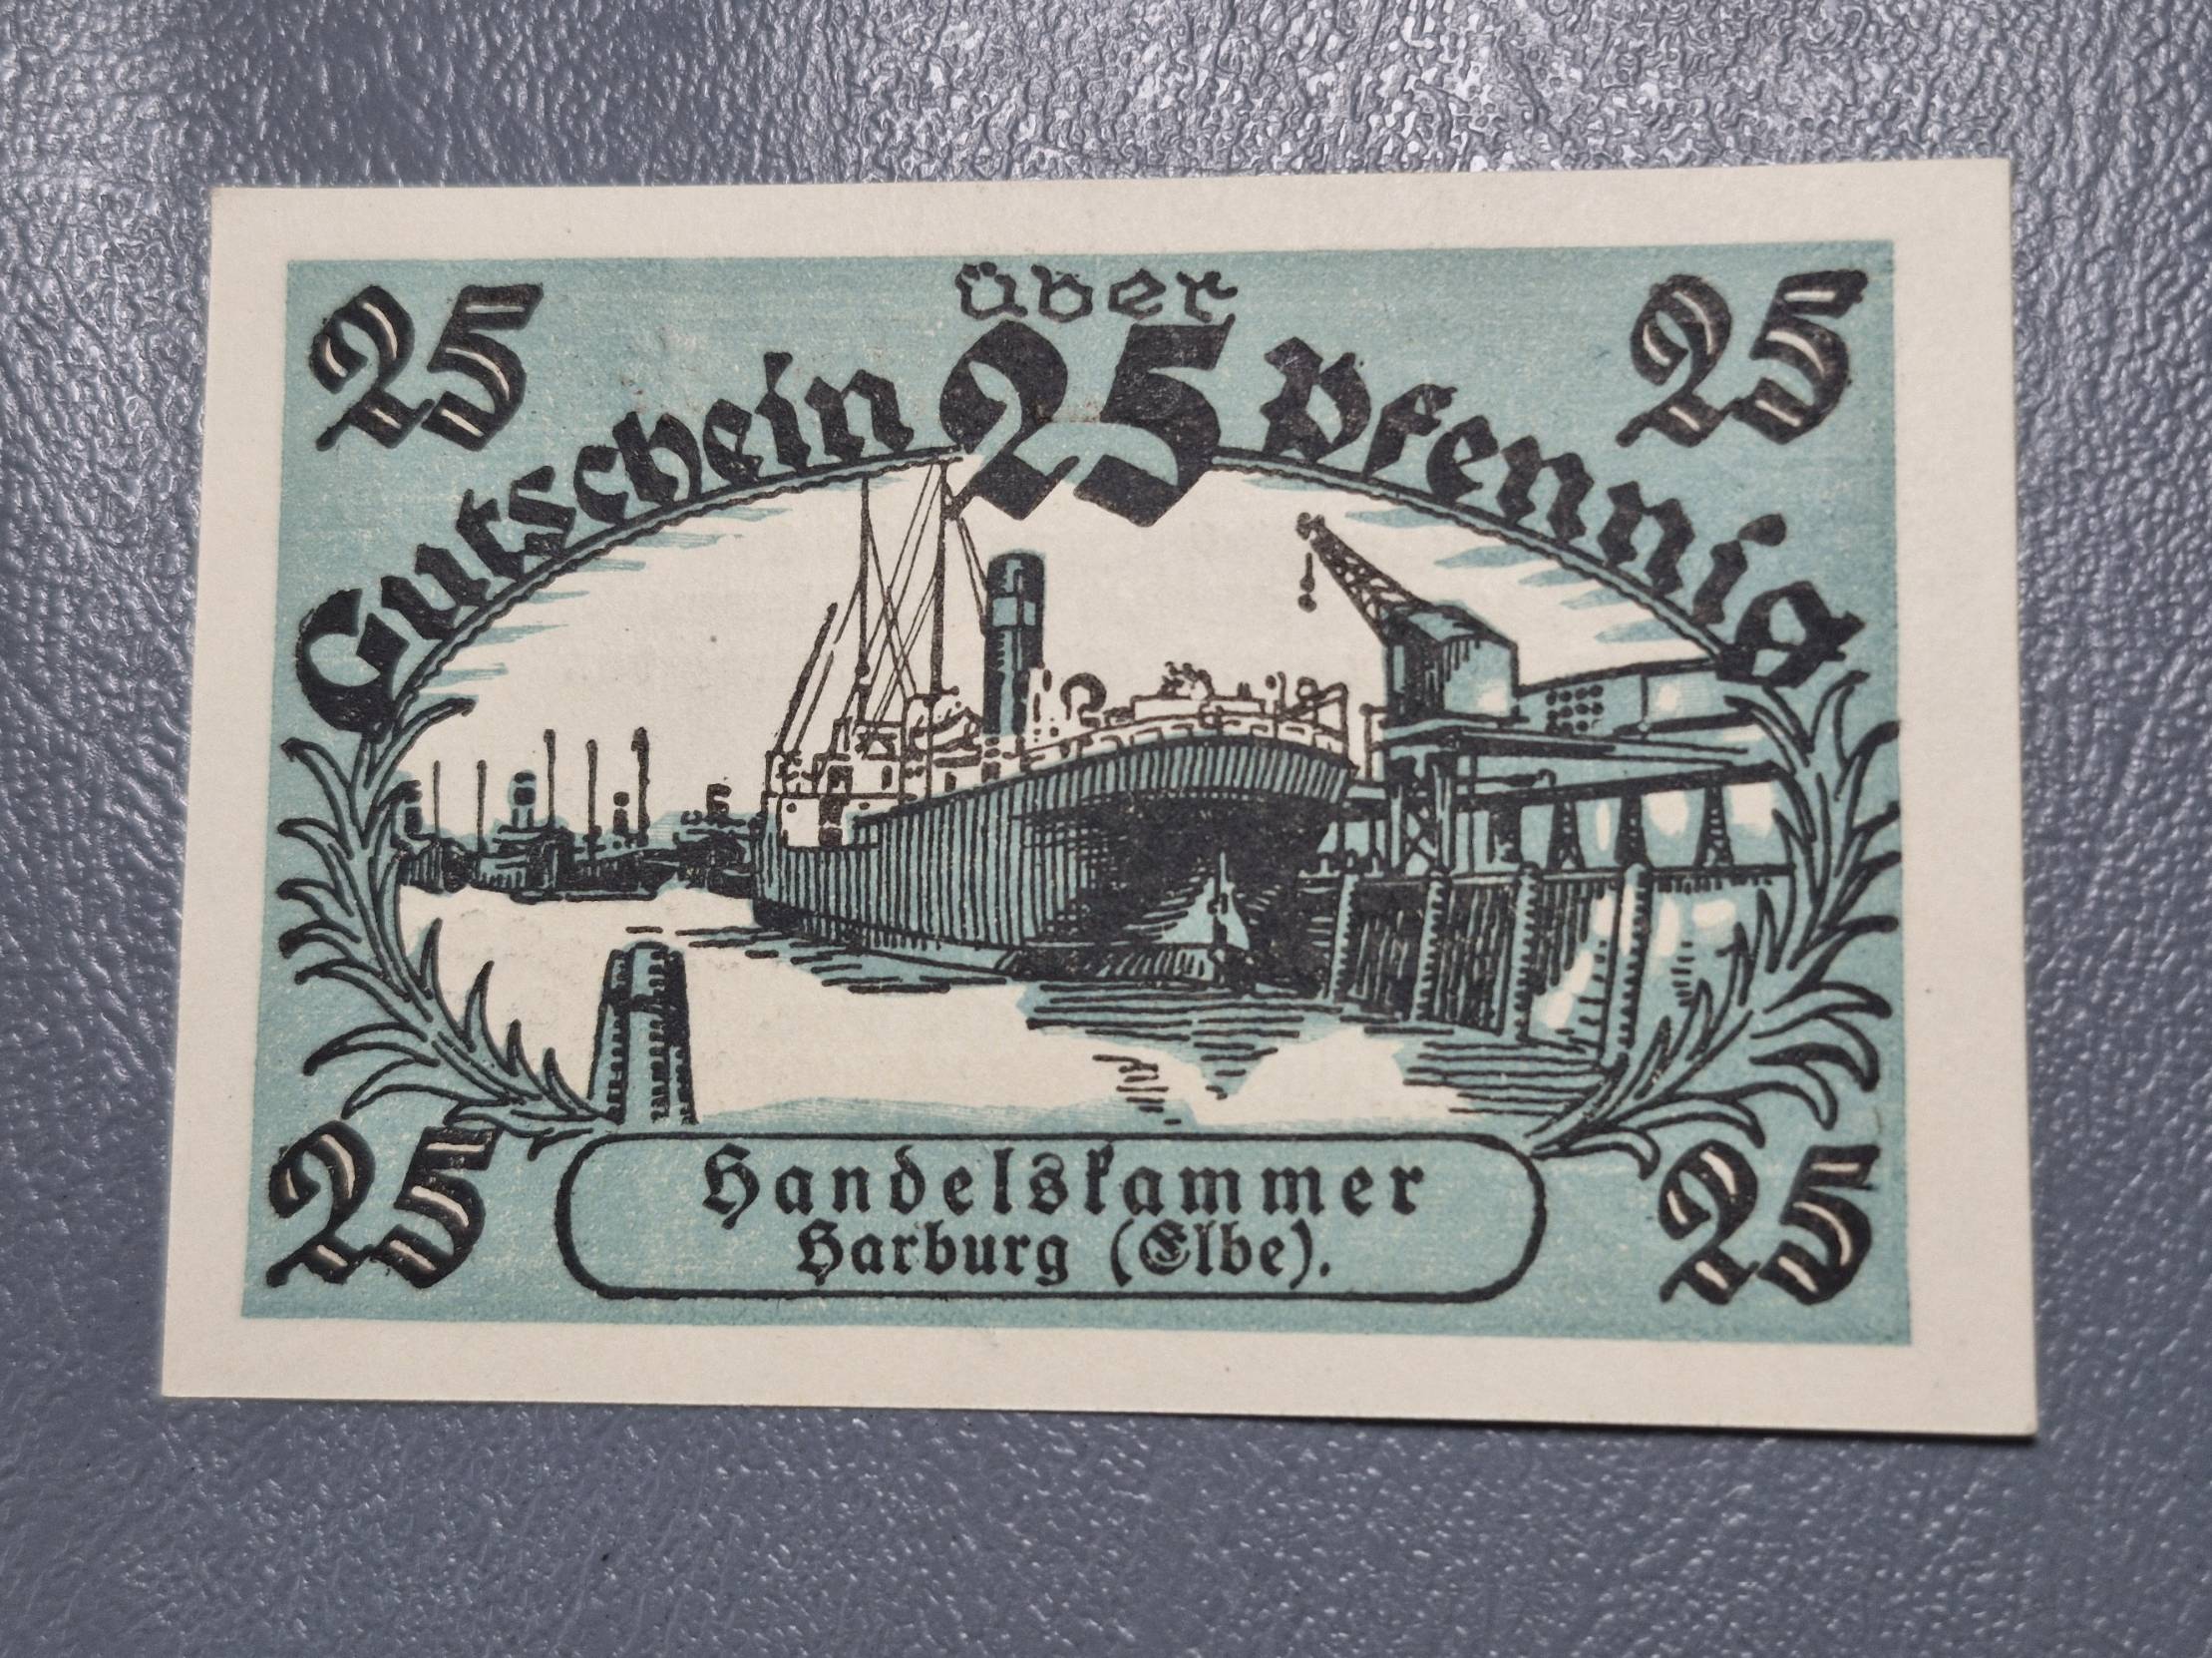 25 über 25
Gutschein 25 Pfennig
25 25
Handelskammer
Harburg (Elbe).